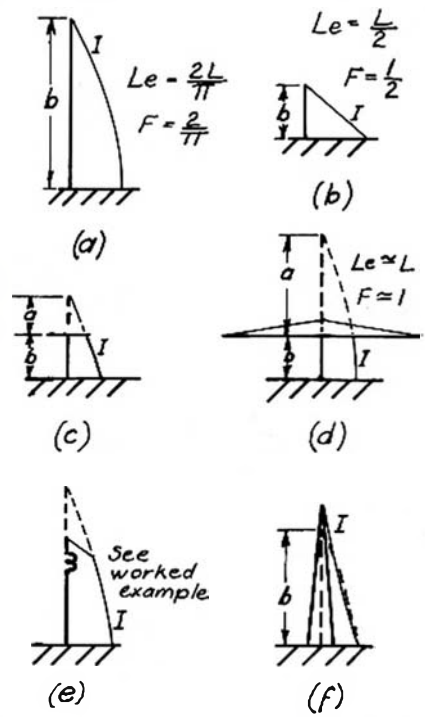 I
b
Le = 2L/π
F = 2/π
(a)
Le = L/2
F = 1/2
b
I
(b)
a
b
I
(c)
a
b
Le ≃ L
F ≃ 1
I
(d)
See
worked
example
I
(e)
I
b
(f)